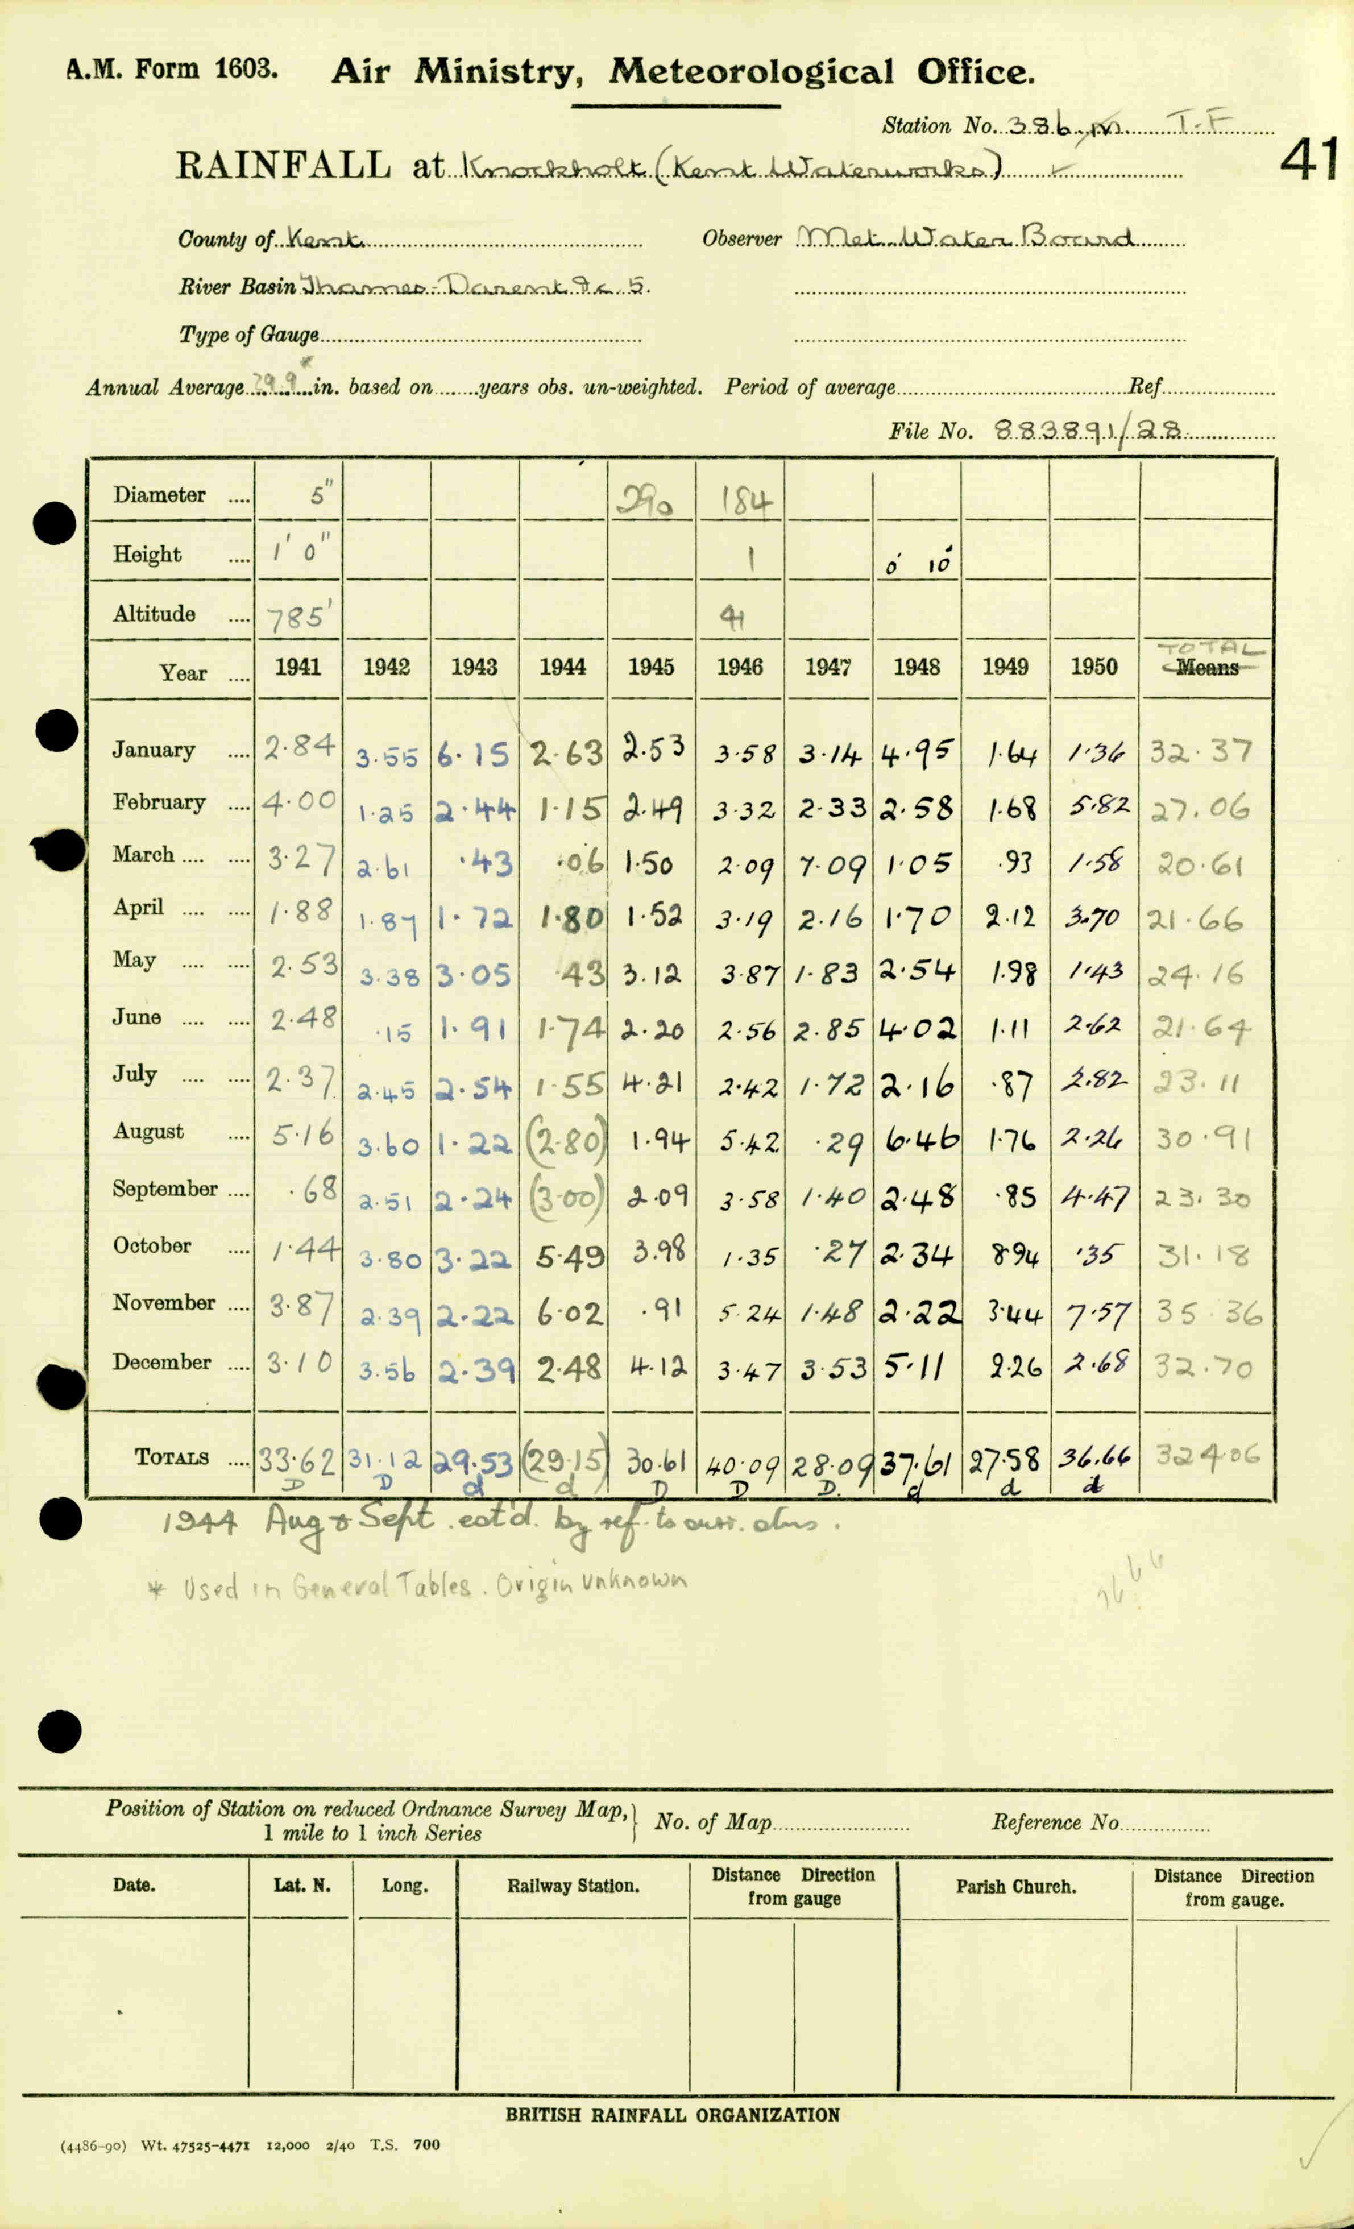 A.M. Form 1603. Air Ministry, Meteorological Office.
Station No. 386 T.F
41
RAINFALL at Knockholt (Kent Waterworks)
County of Kent Observer Met. Water Board
River Basin Thames-Darent &c. 5.
Type of Gauge
Annual Average 29.9* in. based on years obs. un-weighted. Period of average Ref.
File No. 883891/28
Diameter .... 5" 290 184
Height .... 1' 0" 1 0' 10"
Altitude .... 785' 41
TOTAL
Year .... 1941 1942 1943 1944 1945 1946 1947 1948 1949 1950 Means
January .... 2.84 3.55 6.15 2.63 2.53 3.58 3.14 4.95 1.64 1.36 32.37
February .... 4.00 1.25 2.44 1.15 2.49 3.32 2.33 2.58 1.68 5.82 27.06
March .... .... 3.27 2.61 .43 .06 1.50 2.09 7.09 1.05 .93 1.58 20.61
April .... .... 1.88 1.87 1.72 1.80 1.52 3.19 2.16 1.70 2.12 3.70 21.66
May .... .... 2.53 3.38 3.05 .43 3.12 3.87 1.83 2.54 1.98 1.43 24.16
June .... .... 2.48 .15 1.91 1.74 2.20 2.56 2.85 4.02 1.11 2.62 21.64
July .... .... 2.37 2.45 2.54 1.55 4.21 2.42 1.72 2.16 .87 2.82 23.11
August .... 5.16 3.60 1.22 (2.80) 1.94 5.42 .29 6.46 1.76 2.26 30.91
September .... .68 2.51 2.24 (3.00) 2.09 3.58 1.40 2.48 .85 4.47 23.30
October .... 1.44 3.80 3.22 5.49 3.98 1.35 .27 2.34 8.94 .35 31.18
November .... 3.87 2.39 2.22 6.02 .91 5.24 1.48 2.22 3.44 7.57 35.36
December .... 3.10 3.56 2.39 2.48 4.12 3.47 3.53 5.11 2.26 2.68 32.70
TOTALS .... 33.62 31.12 29.53 (29.15) 30.61 40.09 28.09 37.61 27.58 36.66 324.06
D D d d D D D. d d d
1944 Aug & Sept. est'd. by ref. to surr. stns.
* Used in General Tables. Origin Unknown
Position of Station on reduced Ordnance Survey Map, } No. of Map Reference No.
1 mile to 1 inch Series
Date. Lat. N. Long. Railway Station. Distance Direction from gauge Parish Church. Distance Direction from gauge.
BRITISH RAINFALL ORGANIZATION
(4486-90) Wt. 47525-4471 12,000 2/40 T.S. 700